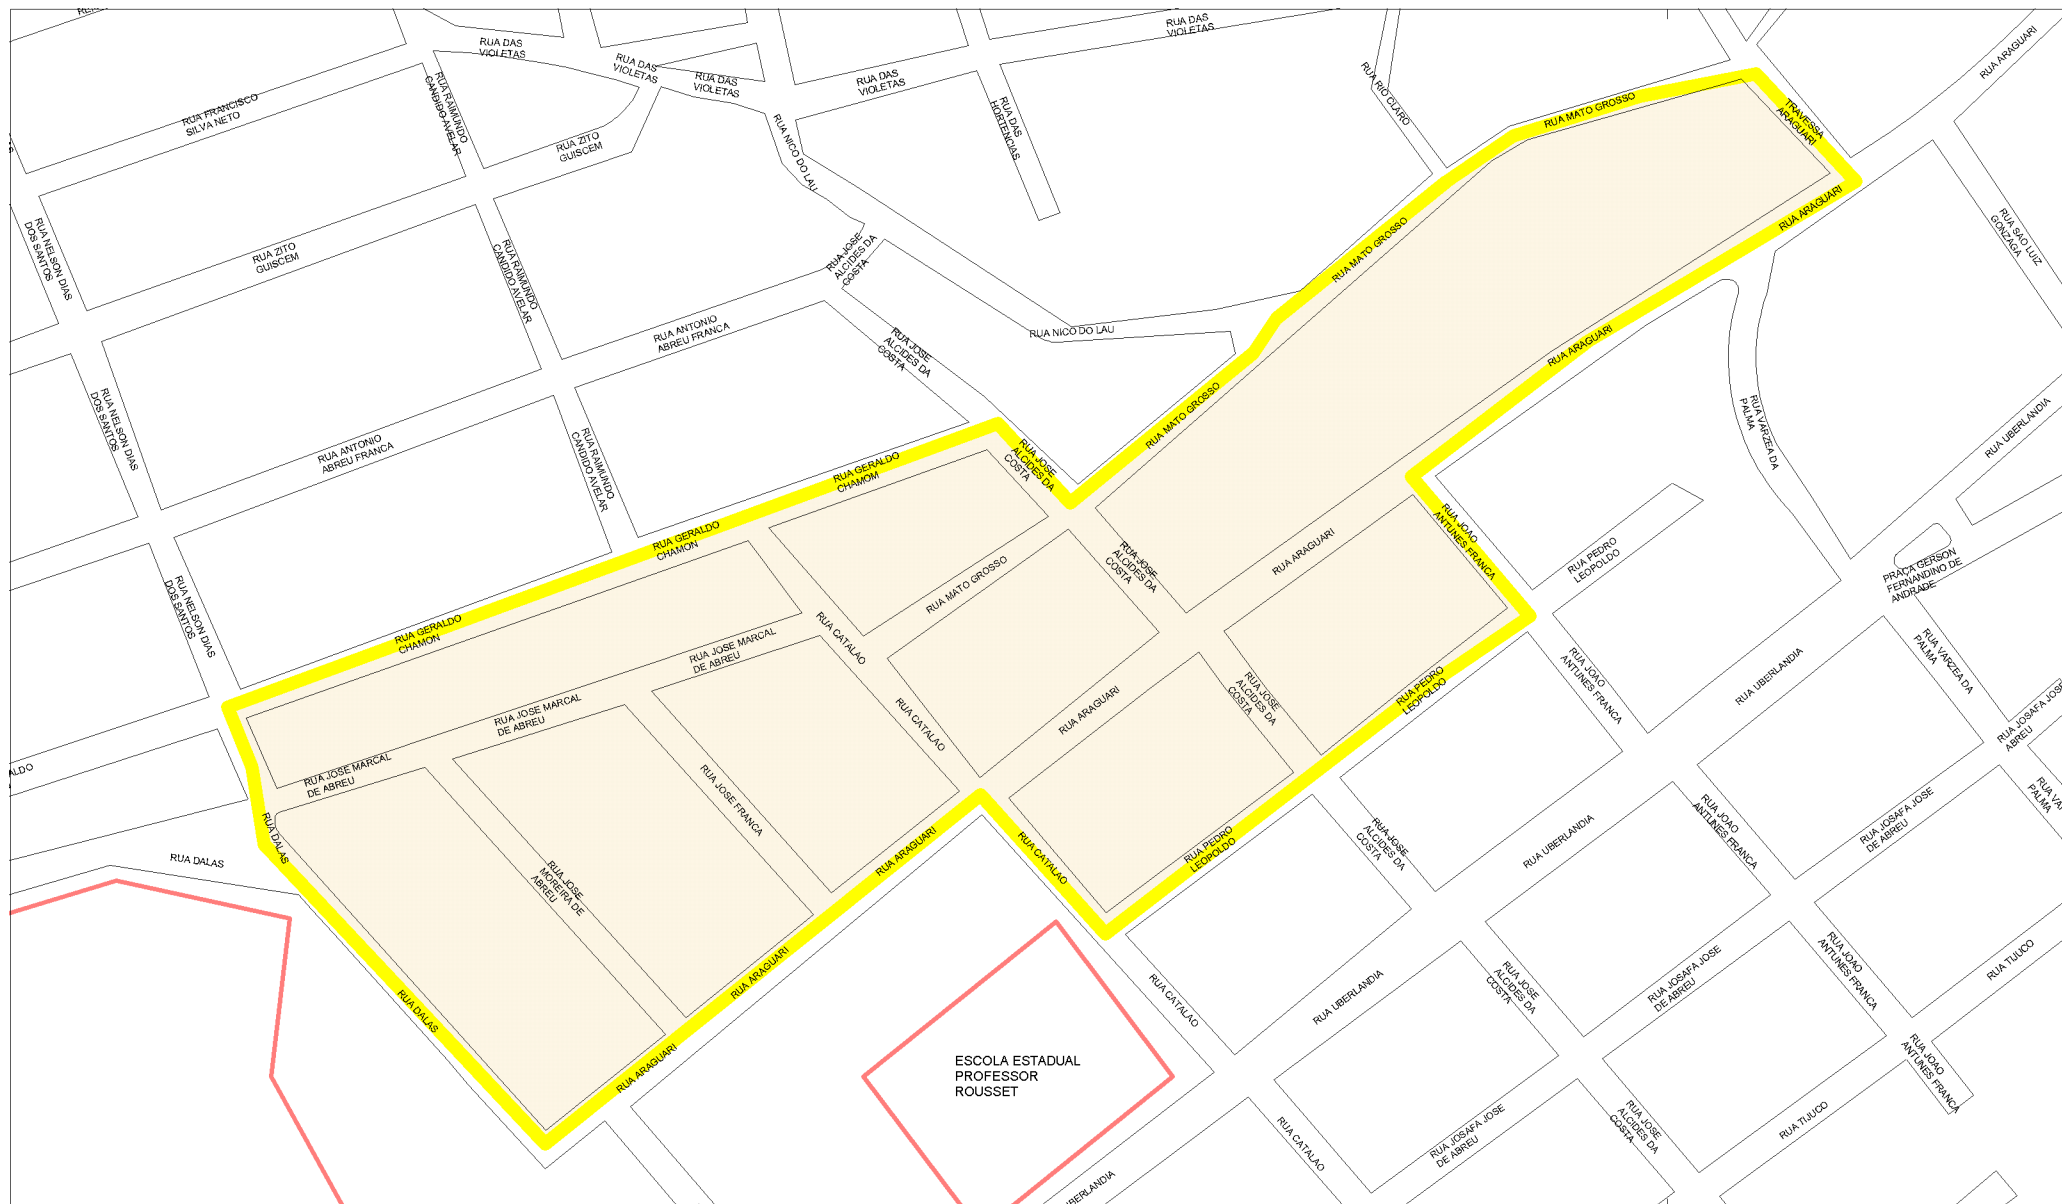 RUA DAS
VIOLETAS
RUA DAS
VIOLETAS
RUA DAS
VIOLETAS
RUA DAS
VIOLETAS
RUA DAS
VIOLETAS
RUA ARAGUARI
RUA FRANCISCO
SILVA NETO
RUA RAIMUNDO
CANDIDO AVELAR
RUA ZITO
GUISCEM
RUA NICO DO LAU
RUA DAS
HORTENCIAS
RUA RIO CLARO
RUA MATO GROSSO
TRAVESSA
ARAGUARI
RUA NELSON DIAS
DOS SANTOS
RUA ZITO
GUISCEM
RUA RAIMUNDO
CANDIDO AVELAR
RUA JOSE
ALCIDES DA
COSTA
RUA MATO GROSSO
RUA ARAGUARI
RUA SAO LUIZ
GONZAGA
RUA ANTONIO
ABREU FRANCA
RUA JOSE
ALCIDES DA
COSTA
RUA NICO DO LAU
RUA ARAGUARI
RUA NELSON DIAS
DOS SANTOS
RUA ANTONIO
ABREU FRANCA
RUA RAIMUNDO
CANDIDO AVELAR
RUA GERALDO
CHAMOM
RUA JOSE
ALCIDES DA
COSTA
RUA MATO GROSSO
RUA VARZEA DA
PALMA
RUA UBERLANDIA
RUA GERALDO
CHAMON
RUA JOAO
ANTUNES FRANCA
RUA PEDRO
LEOPOLDO
PRAÇA GERSON
FERNANDINO DE
ANDRADE
RUA NELSON DIAS
DOS SANTOS
RUA GERALDO
CHAMON
RUA JOSE MARCAL
DE ABREU
RUA CATALAO
RUA MATO GROSSO
RUA JOSE
ALCIDES DA
COSTA
RUA ARAGUARI
RUA JOAO
ANTUNES FRANCA
RUA UBERLANDIA
RUA VARZEA DA
PALMA
RUA JOSE MARCAL
DE ABREU
RUA CATALAO
RUA ARAGUARI
RUA JOSE
ALCIDES DA
COSTA
RUA PEDRO
LEOPOLDO
RUA JOSAFA JOSE
ABREU
ALDO
RUA JOSE MARCAL
DE ABREU
RUA JOSE FRANCA
RUA DALAS
RUA DALAS
RUA JOSE
MOREIRA DE
ABREU
RUA ARAGUARI
RUA CATALAO
RUA PEDRO
LEOPOLDO
RUA JOSE
ALCIDES DA
COSTA
RUA UBERLANDIA
RUA JOAO
ANTUNES FRANCA
RUA JOSAFA JOSE
DE ABREU
PALMA
RUA DALAS
RUA ARAGUARI
RUA CATALAO
RUA UBERLANDIA
RUA JOSE
ALCIDES DA
COSTA
RUA JOSAFA JOSE
DE ABREU
RUA JOAO
ANTUNES FRANCA
RUA TIJUCO
RUA ARAGUARI
ESCOLA ESTADUAL
PROFESSOR
ROUSSET
RUA JOAO
ANTUNES FRANCA
RUA CATALAO
RUA JOSAFA JOSE
DE ABREU
RUA JOSE
ALCIDES DA
COSTA
RUA TIJUCO
UBERLANDIA